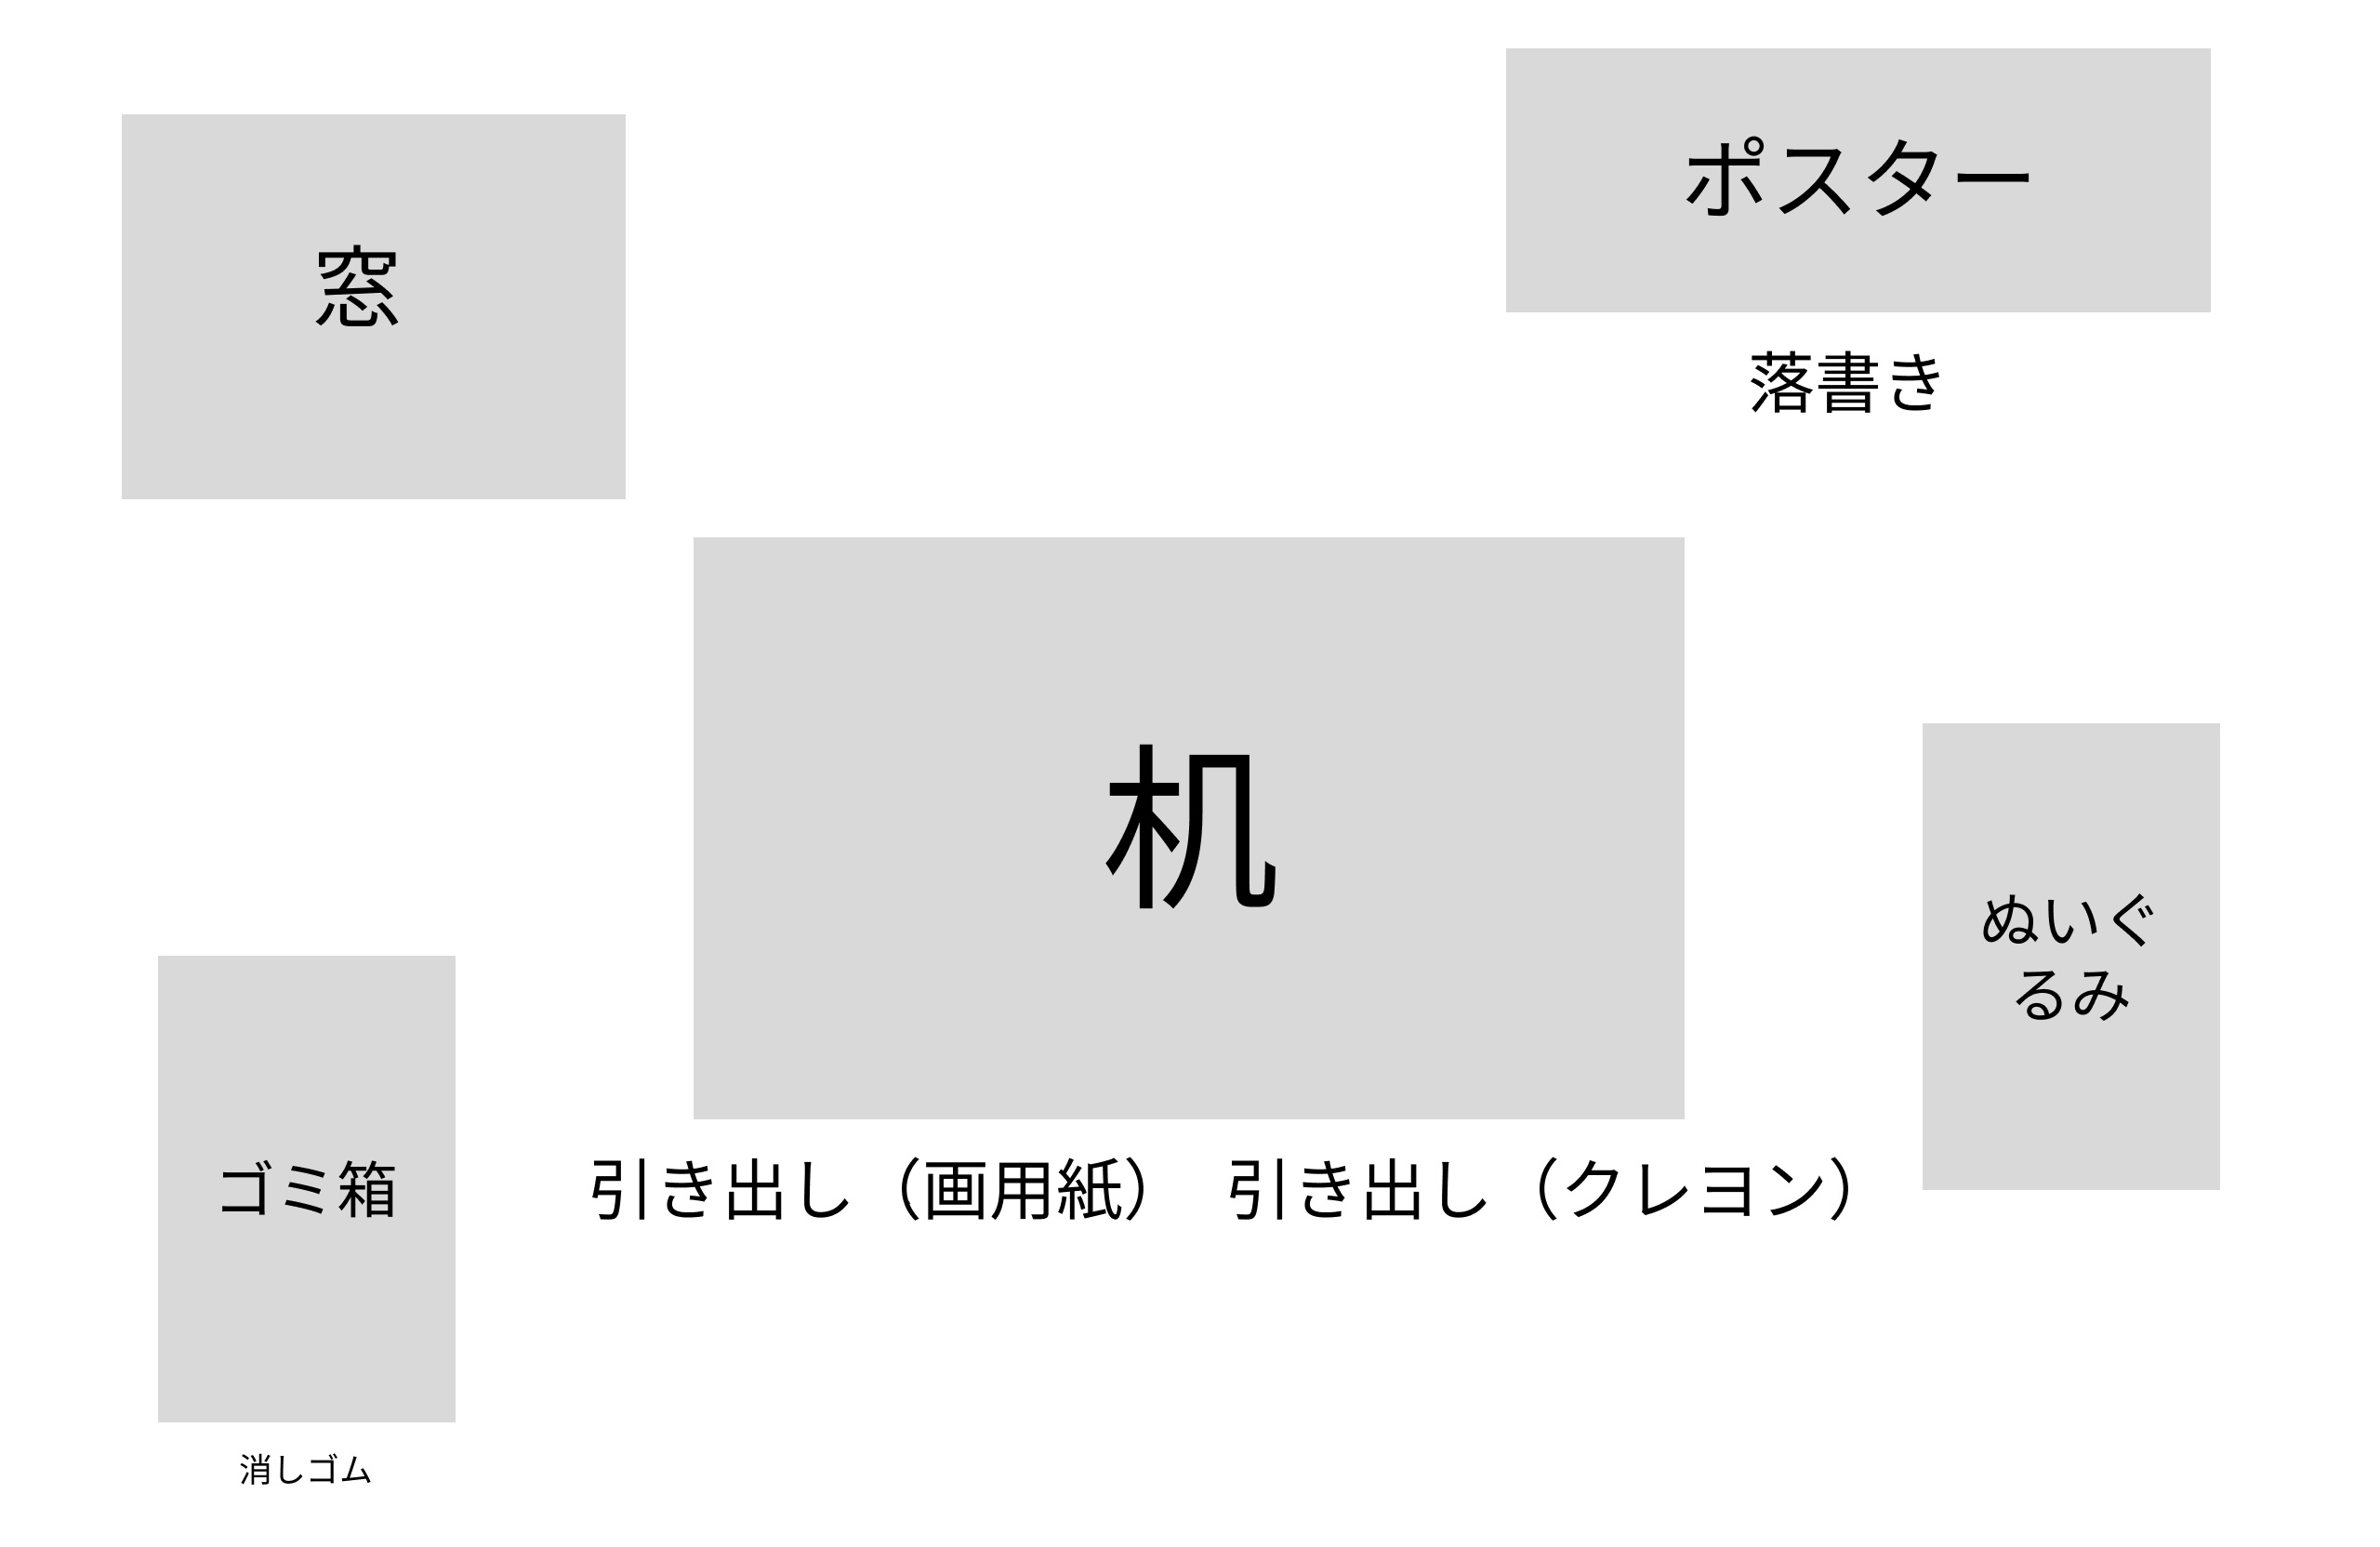 ポスター
窓
落書き
机
ぬいぐ
るみ
ゴミ箱
引き出し（画用紙）
引き出し（クレヨン）
消しゴム